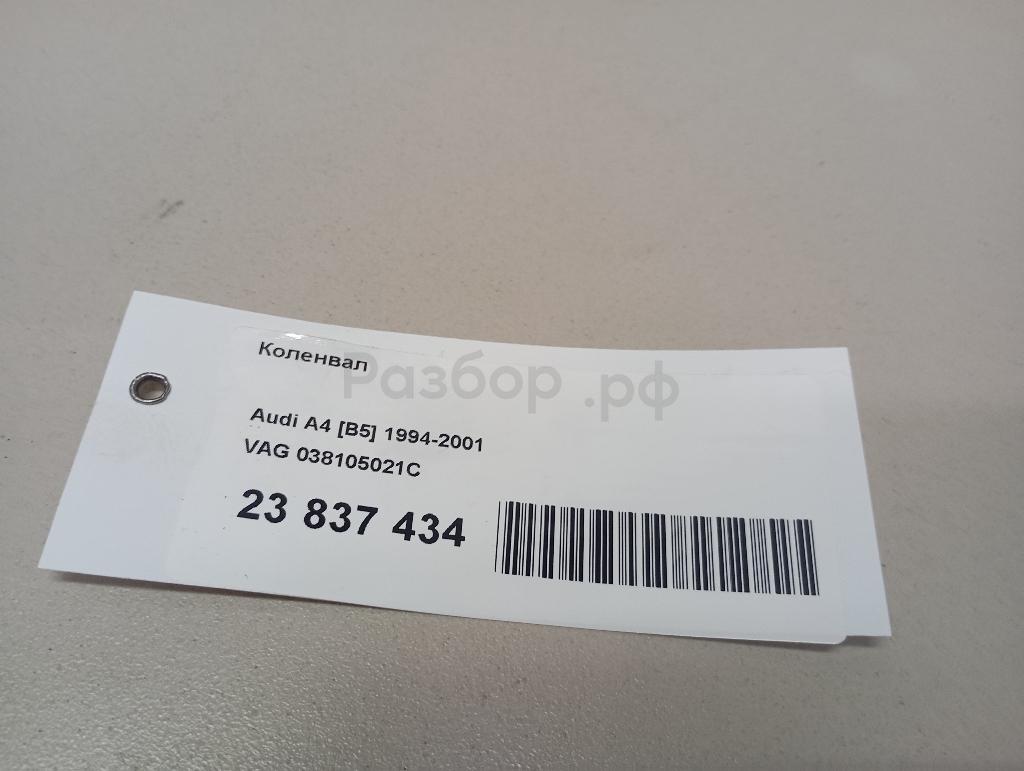 Коленвал
Разбор.рф
Audi A4 [B5] 1994-2001
VAG 038105021C
23 837 434